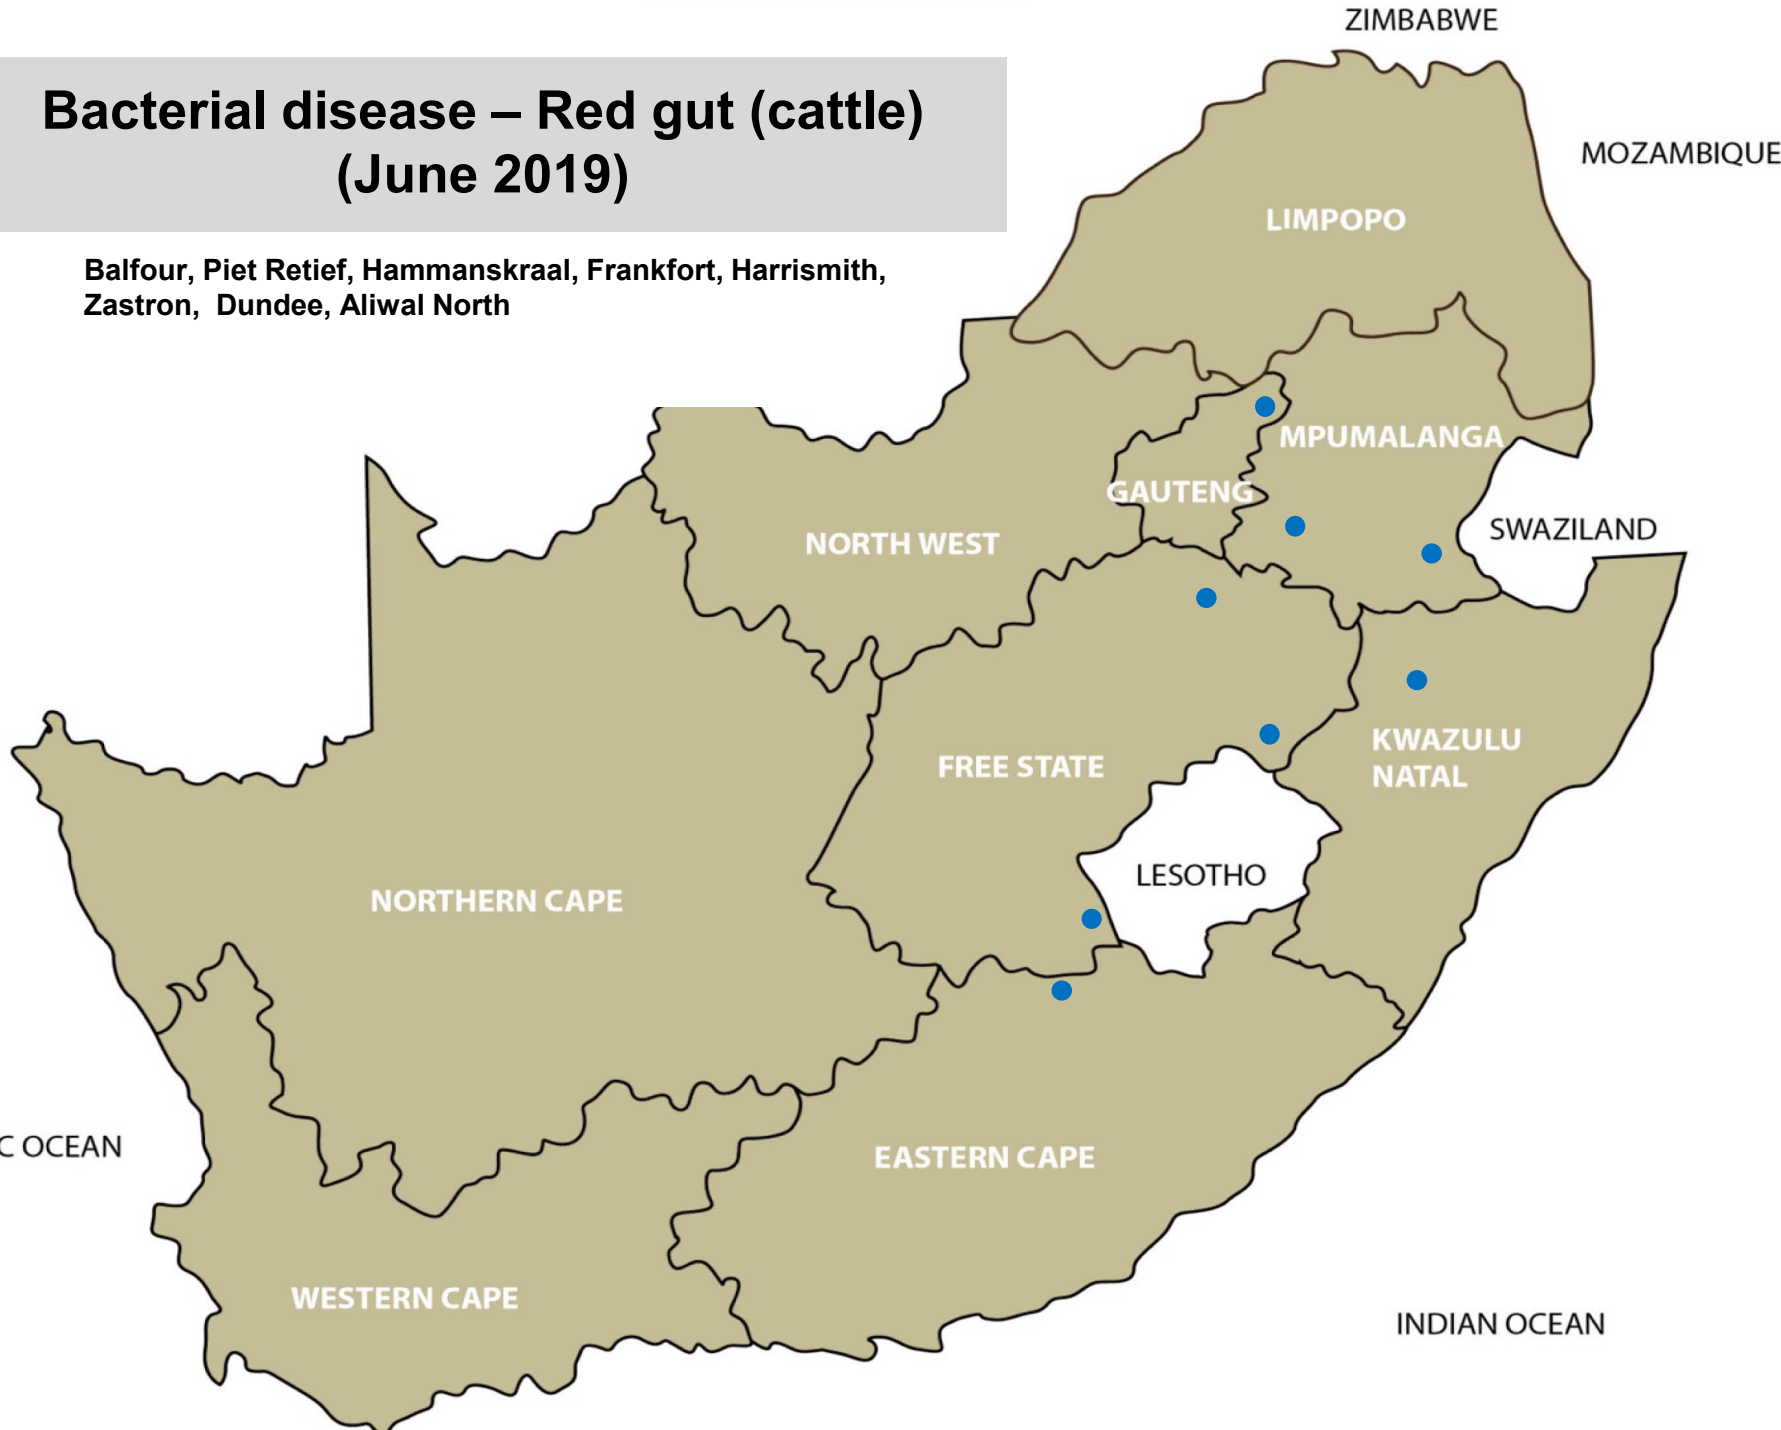 ZIMBABWE
Bacterial disease – Red gut (cattle)
(June 2019)
MOZAMBIQUE
LIMPOPO
Balfour, Piet Retief, Hammanskraal, Frankfort, Harrismith,
Zastron, Dundee, Aliwal North
MPUMALANGA
GAUTENG
SWAZILAND
NORTH WEST
KWAZULU
NATAL
FREE STATE
LESOTHO
NORTHERN CAPE
C OCEAN
EASTERN CAPE
WESTERN CAPE
INDIAN OCEAN